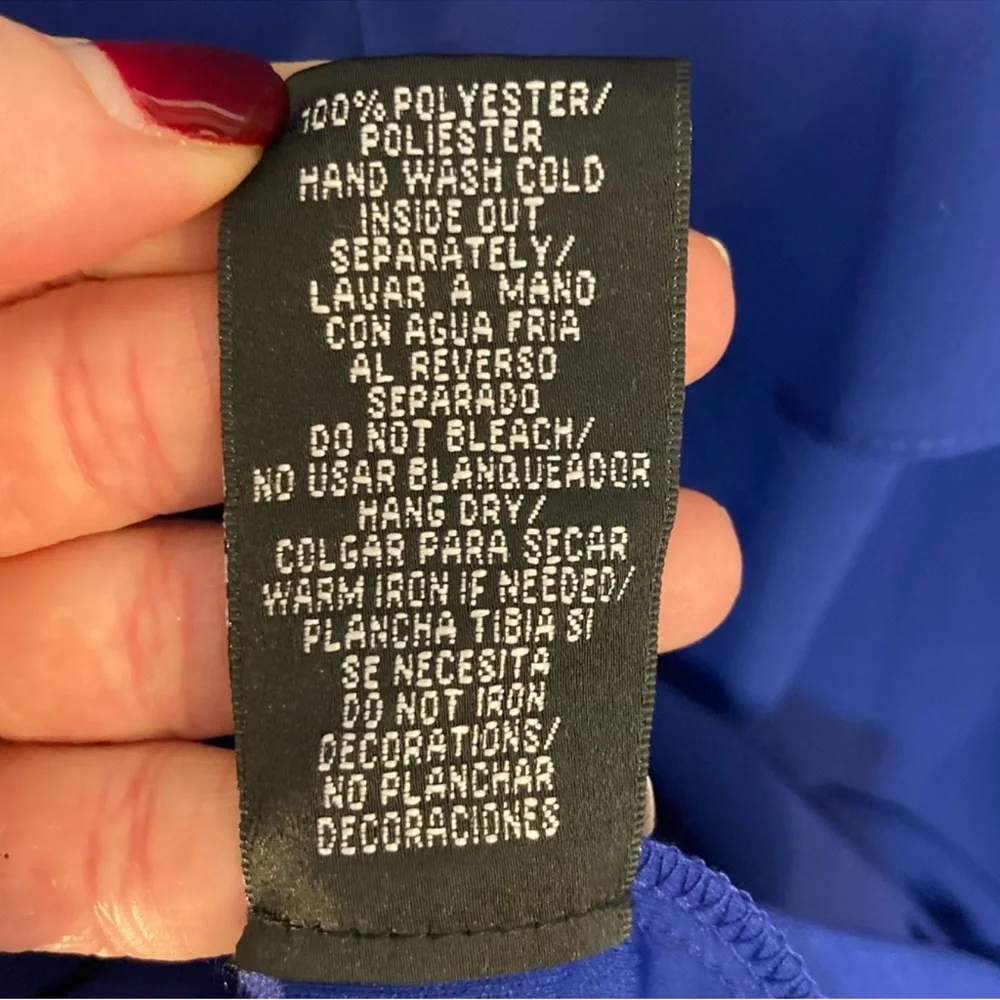 100% POLYESTER/
POLIESTER
HAND WASH COLD
INSIDE OUT
SEPARATELY/
LAVAR A MANO
CON AGUA FRIA
AL REVERSO
SEPARADO
DO NOT BLEACH/
NO USAR BLANQUEADOR
HANG DRY/
COLGAR PARA SECAR
WARM IRON IF NEEDED/
PLANCHA TIBIA SI
SE NECESITA
DO NOT IRON
DECORATIONS/
NO PLANCHAR
DECORACIONES